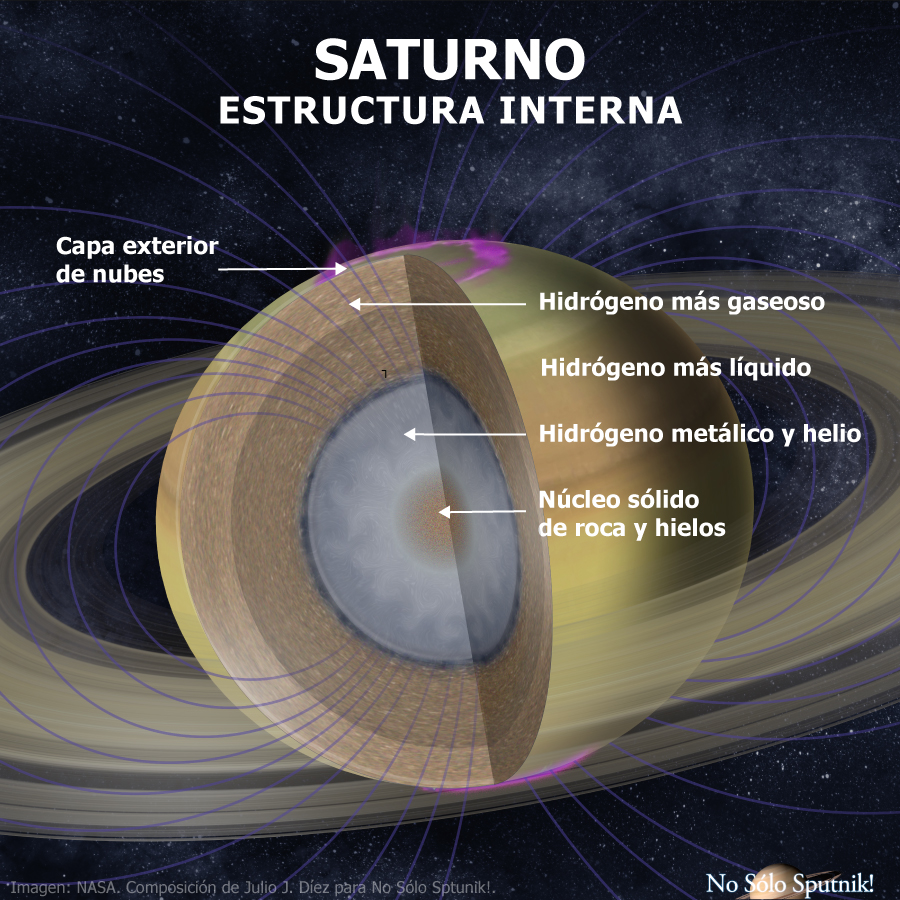 SATURNO
ESTRUCTURA INTERNA
Capa exterior
de nubes
Hidrógeno más gaseoso
Hidrógeno más líquido
Hidrógeno metálico y helio
Núcleo sólido
de roca y hielos
Imagen: NASA. Composición de Julio J. Díez para No Sólo Sptunik!.
No Sólo Sputnik!